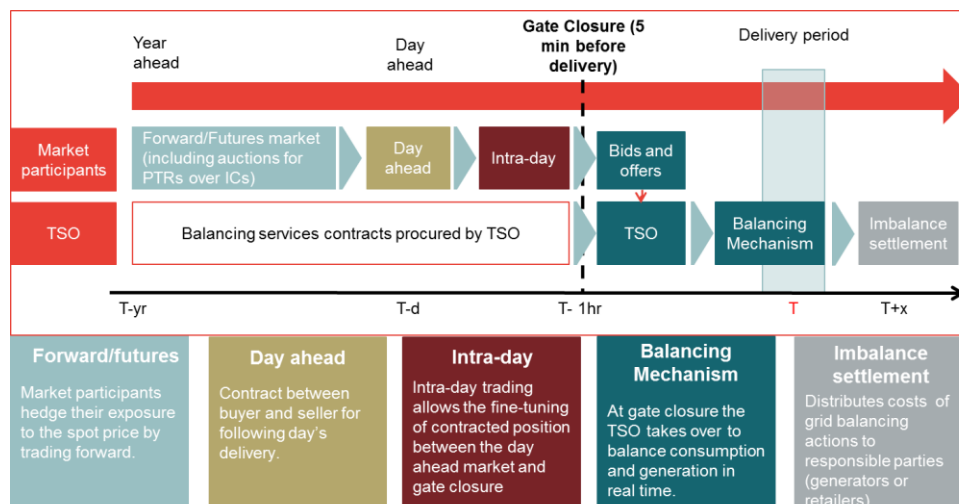 Year
ahead
Day
ahead
Gate Closure (5
min before
delivery)
Delivery period
Market
participants
Forward/Futures market
(including auctions for
PTRs over ICs)
Day
ahead
Intra-day
Bids and
offers
TSO
Balancing services contracts procured by TSO
TSO
Balancing
Mechanism
Imbalance
settlement
T-yr
T-d
T- 1hr
T
T+x
Forward/futures
Market participants
hedge their exposure
to the spot price by
trading forward.
Day ahead
Contract between
buyer and seller for
following day's
delivery.
Intra-day
Intra-day trading
allows the fine-tuning
of contracted position
between the day
ahead market and
gate closure
Balancing
Mechanism
At gate closure the
TSO takes over to
balance consumption
and generation in
real time.
Imbalance
settlement
Distributes costs of
grid balancing
actions to
responsible parties
(generators or
retailers)